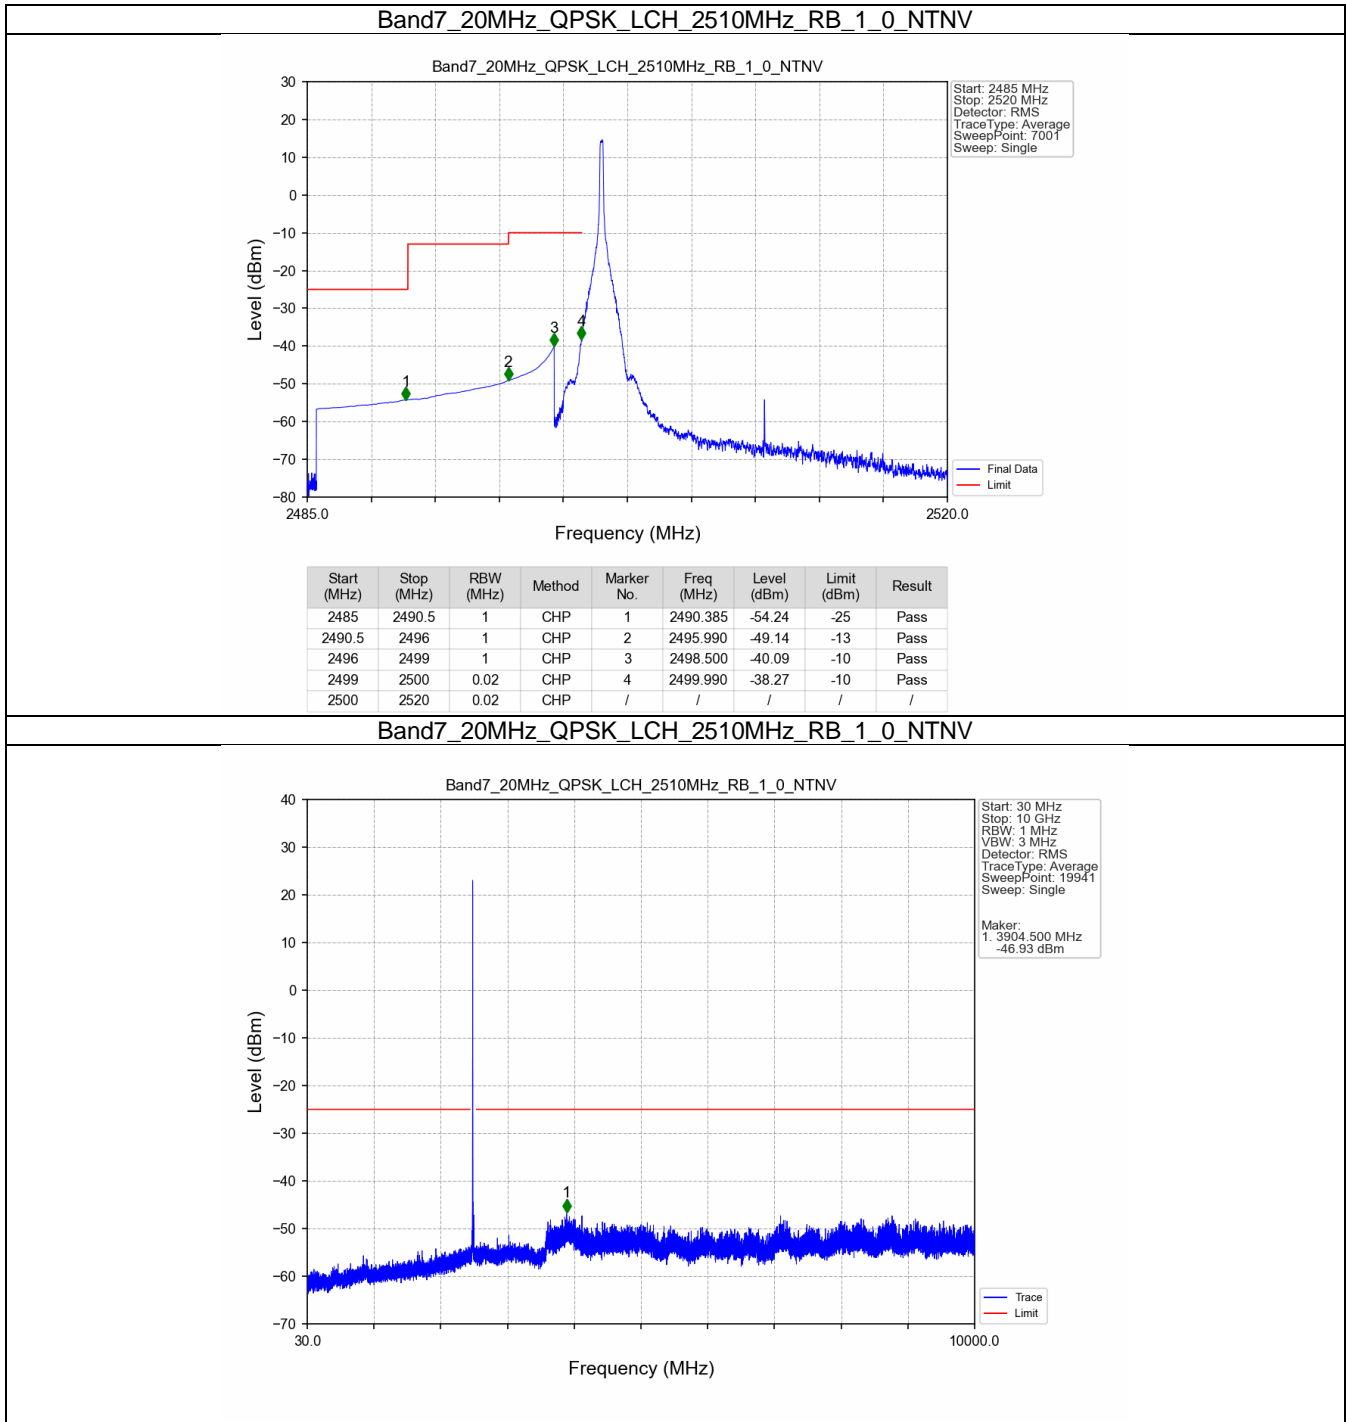 Band7_20MHz_QPSK_LCH_2510MHz_RB_1_0_NTNV
Band7_20MHz_QPSK_LCH_2510MHz_RB_1_0_NTNV
Start: 2485 MHz
Stop: 2520 MHz
Detector: RMS
TraceType: Average
SweepPoint: 7001
Sweep: Single
30
20
10
0
−10
−20
−30
−40
−50
−60
−70
−80
Level (dBm)
1
2
3
4
Final Data
Limit
2485.0
2520.0
Frequency (MHz)
Start (MHz) Stop (MHz) RBW (MHz) Method Marker No. Freq (MHz) Level (dBm) Limit (dBm) Result
2485 2490.5 1 CHP 1 2490.385 -54.24 -25 Pass
2490.5 2496 1 CHP 2 2495.990 -49.14 -13 Pass
2496 2499 1 CHP 3 2498.500 -40.09 -10 Pass
2499 2500 0.02 CHP 4 2499.990 -38.27 -10 Pass
2500 2520 0.02 CHP / / / / /
Band7_20MHz_QPSK_LCH_2510MHz_RB_1_0_NTNV
Band7_20MHz_QPSK_LCH_2510MHz_RB_1_0_NTNV
Start: 30 MHz
Stop: 10 GHz
RBW: 1 MHz
VBW: 3 MHz
Detector: RMS
TraceType: Average
SweepPoint: 19941
Sweep: Single
Maker:
1. 3904.500 MHz
-46.93 dBm
40
30
20
10
0
−10
−20
−30
−40
−50
−60
−70
Level (dBm)
1
Trace
Limit
30.0
10000.0
Frequency (MHz)